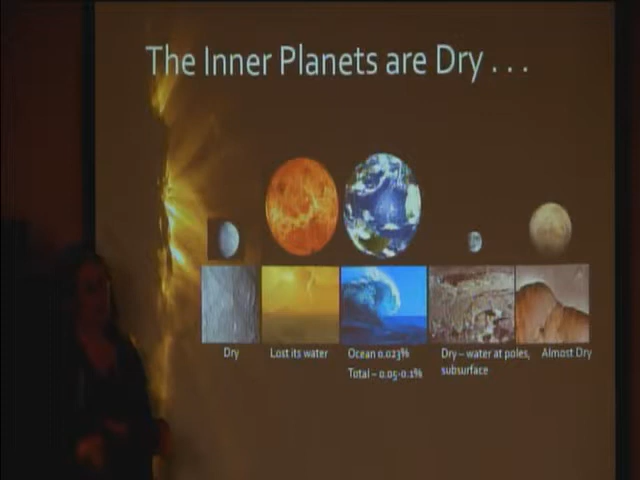 The Inner Planets are Dry . . .
Dry
Lost its water
Ocean 0.023%
Total – 0.05-0.1%
Dry – water at poles,
subsurface
Almost Dry